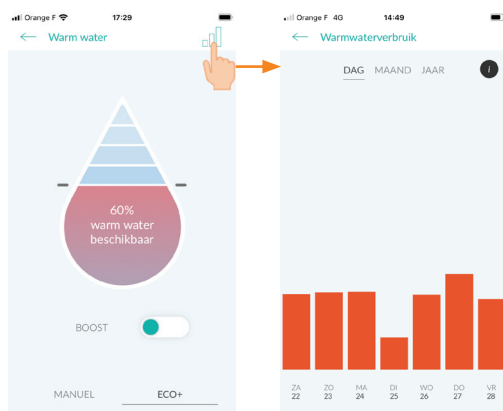 Orange F 17:29
Warm water
60%
warm water
beschikbaar
BOOST
MANUEL ECO+
Orange F 4G 14:49
Warmwaterverbruik
DAG MAAND JAAR
i
ZA ZO MA DI WO DO VR
22 23 24 25 26 27 28